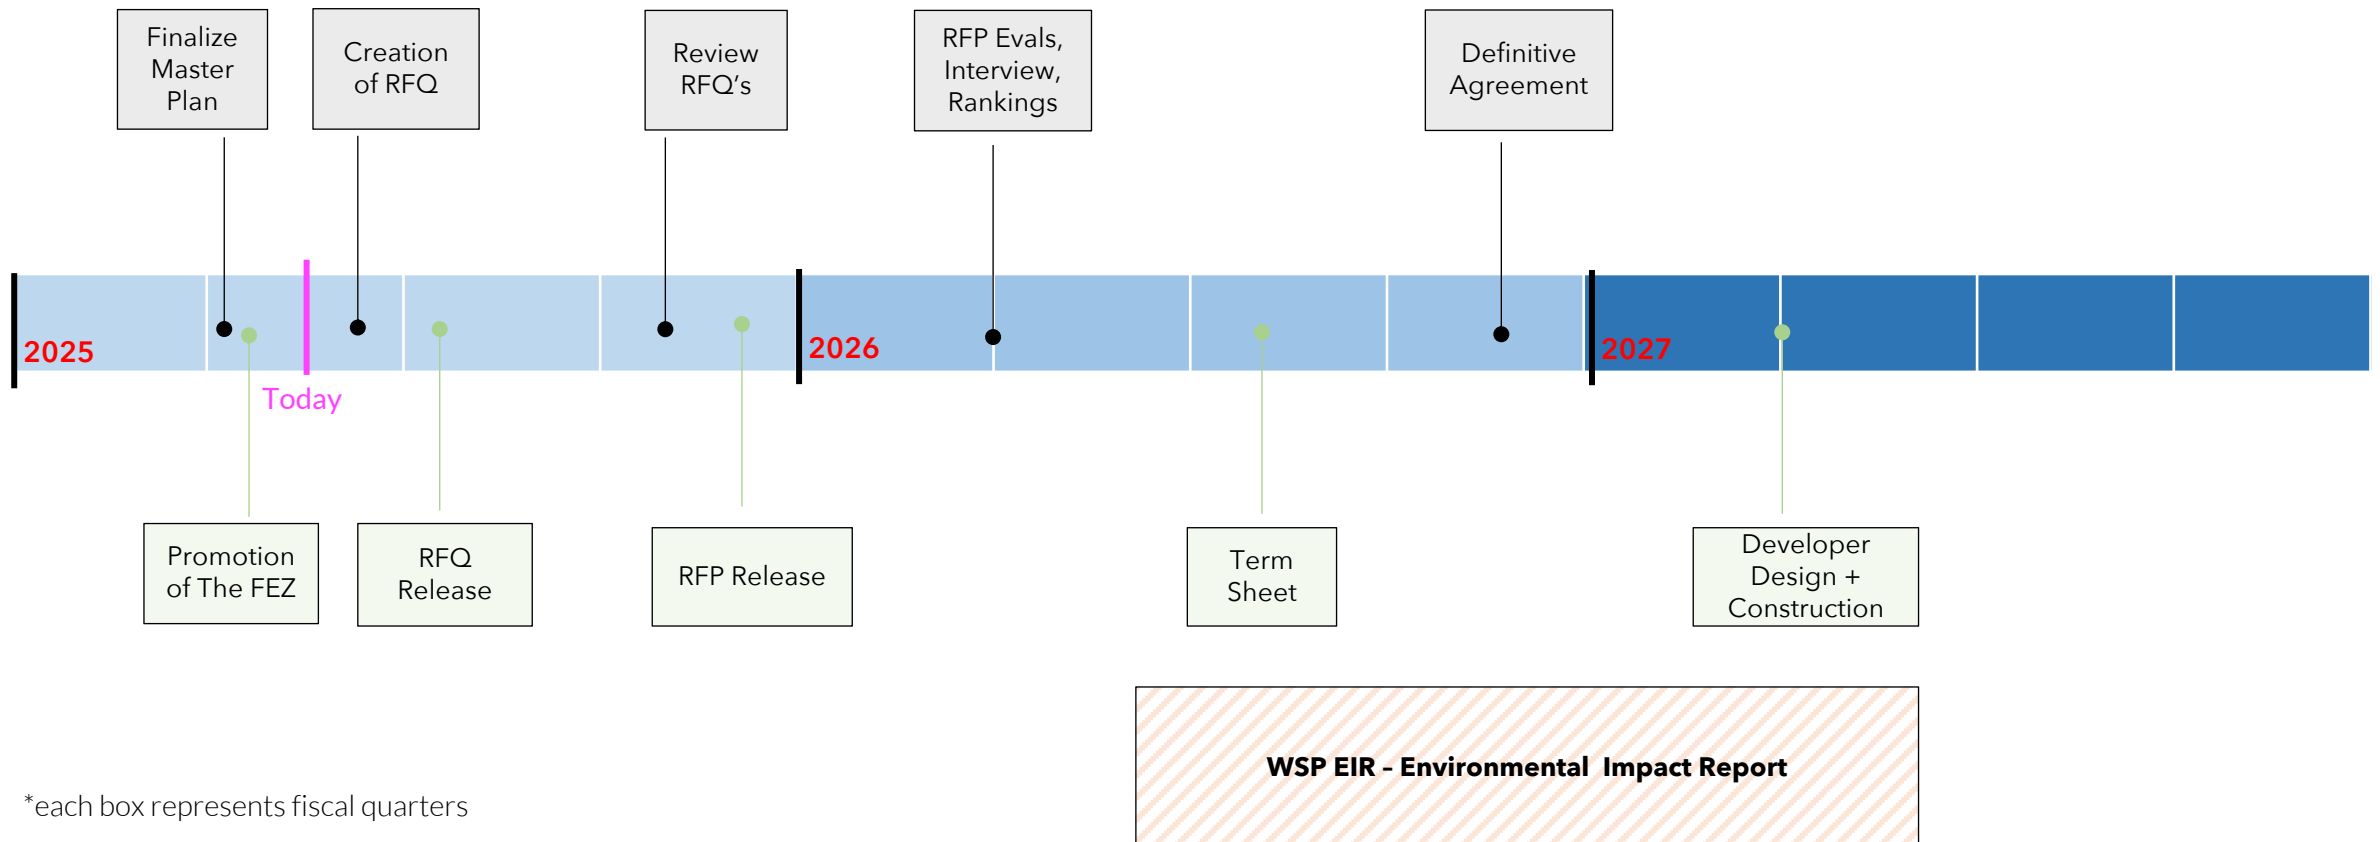 Finalize
Master
Plan
Creation
of RFQ
Review
RFQ’s
RFP Evals,
Interview,
Rankings
Definitive
Agreement
2025
2026
2027
Today
Promotion
of The FEZ
RFQ
Release
RFP Release
Term
Sheet
Developer
Design +
Construction
WSP EIR – Environmental Impact Report
*each box represents fiscal quarters